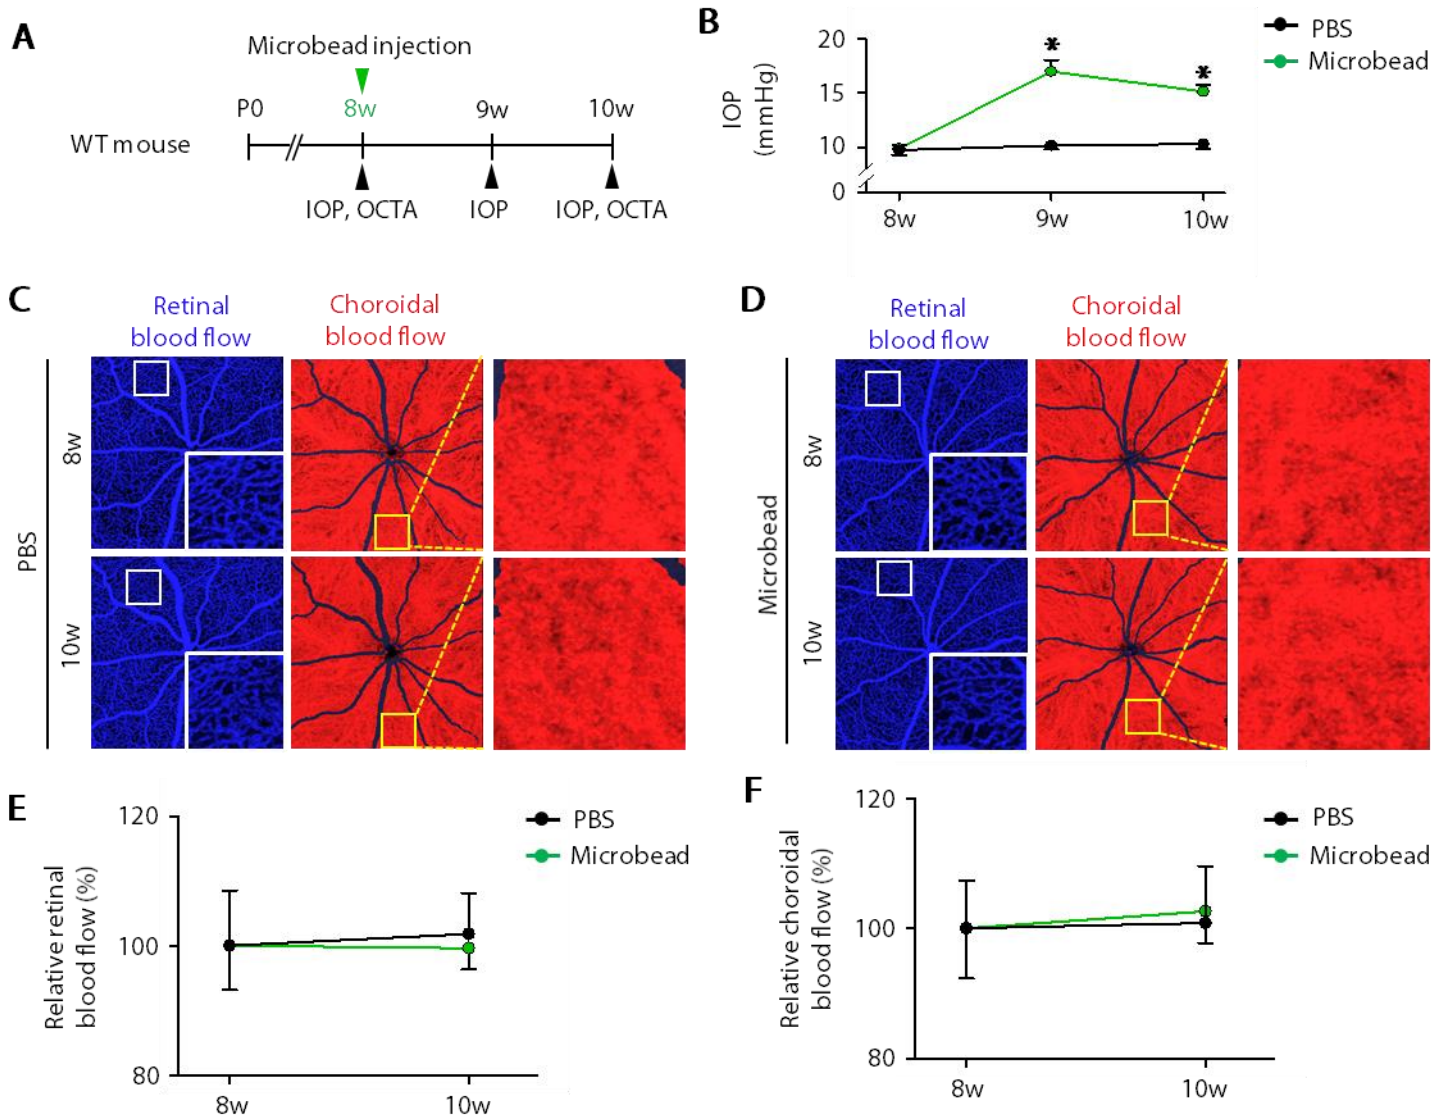 A
Microbead injection
P0
8w
9w
10w
WT mouse
IOP, OCTA
IOP
IOP, OCTA
B
IOP
(mmHg)
20
15
10
0
*
*
8w
9w
10w
PBS
Microbead
C
Retinal
blood flow
Choroidal
blood flow
PBS
8w
10w
D
Retinal
blood flow
Choroidal
blood flow
Microbead
8w
10w
E
Relative retinal
blood flow (%)
120
100
80
8w
10w
PBS
Microbead
F
Relative choroidal
blood flow (%)
120
100
80
8w
10w
PBS
Microbead